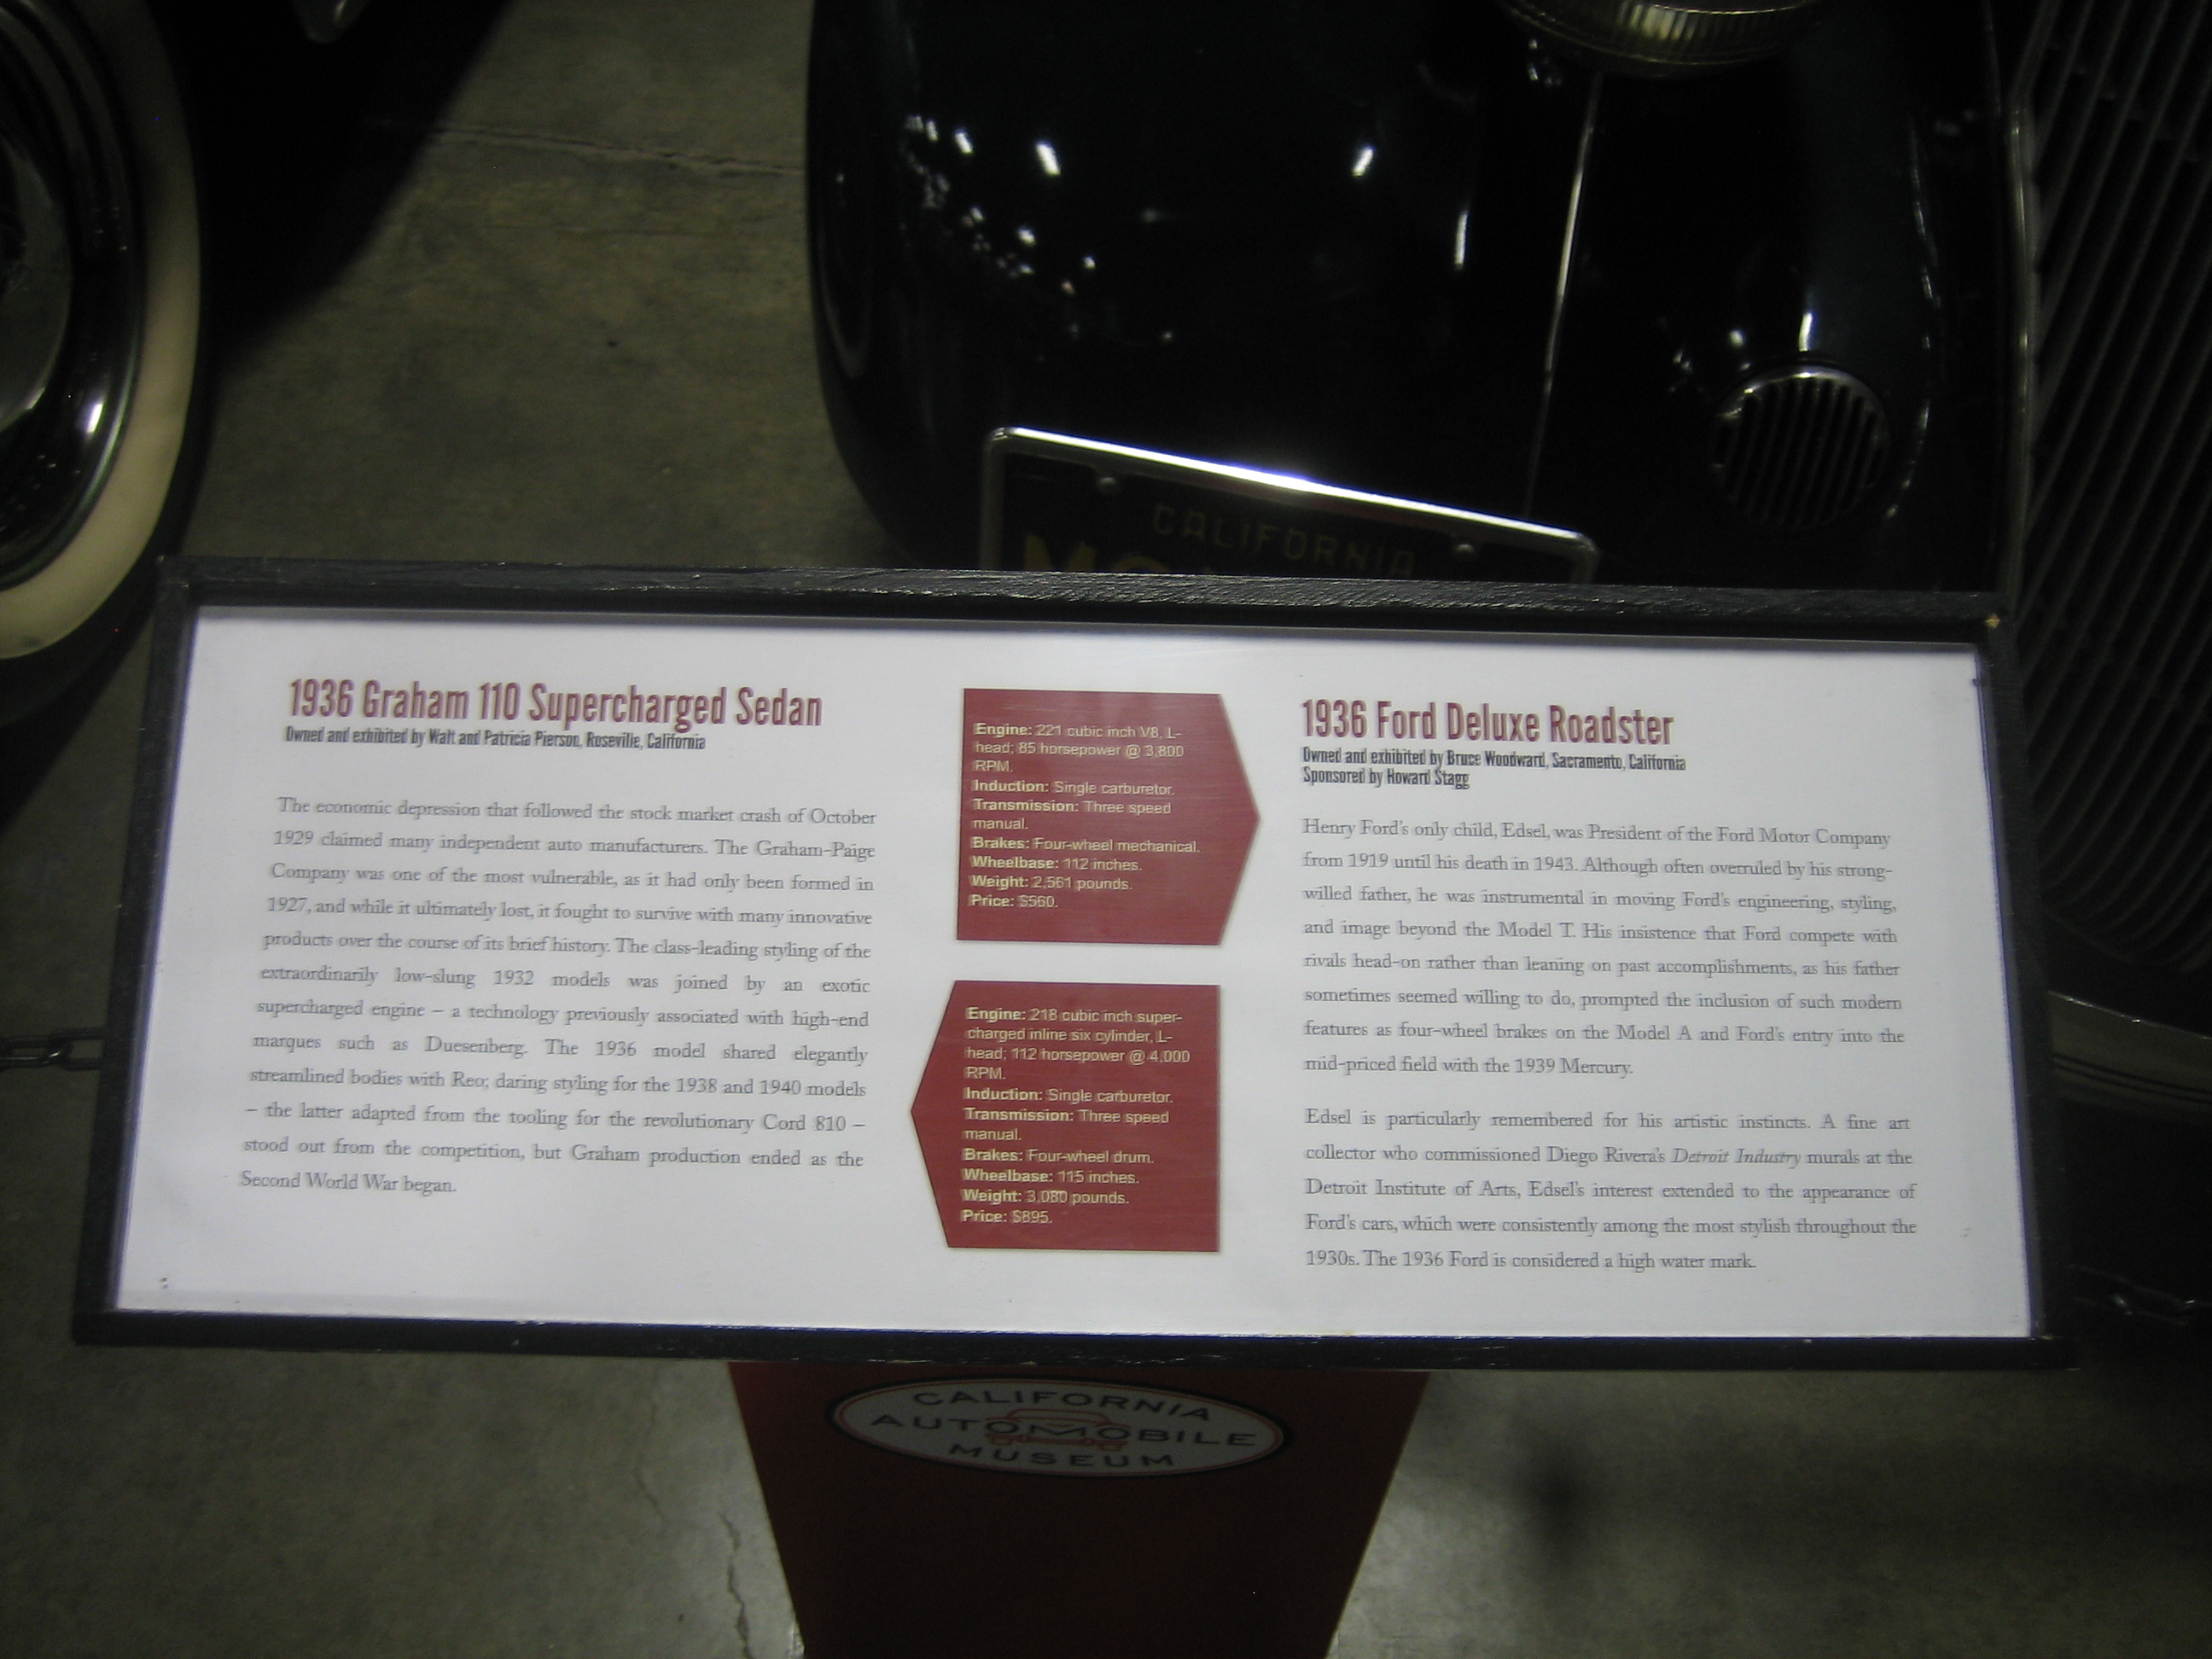 CALIFORNIA
1936 Graham 110 Supercharged Sedan
Owned and exhibited by Walt and Patricia Pierson, Roseville, California
The economic depression that followed the stock market crash of October
1929 claimed many independent auto manufacturers. The Graham-Paige
Company was one of the most vulnerable, as it had only been formed in
1927, and while it ultimately lost, it fought to survive with many innovative
products over the course of its brief history. The class-leading styling of the
extraordinarily low-slung 1932 models was joined by an exotic
supercharged engine – a technology previously associated with high-end
marques such as Duesenberg. The 1936 model shared elegantly
streamlined bodies with Reo; daring styling for the 1938 and 1940 models
– the latter adapted from the tooling for the revolutionary Cord 810 –
stood out from the competition, but Graham production ended as the
Second World War began.
Engine: 221 cubic inch V8, L-
head; 85 horsepower @ 3,800
RPM.
Induction: Single carburetor.
Transmission: Three speed
manual.
Brakes: Four-wheel mechanical.
Wheelbase: 112 inches.
Weight: 2,561 pounds.
Price: $560.
Engine: 218 cubic inch super-
charged inline six cylinder, L-
head; 112 horsepower @ 4,000
RPM.
Induction: Single carburetor.
Transmission: Three speed
manual.
Brakes: Four-wheel drum.
Wheelbase: 115 inches.
Weight: 3,080 pounds.
Price: $895.
1936 Ford Deluxe Roadster
Owned and exhibited by Bruce Woodward, Sacramento, California
Sponsored by Howard Stagg
Henry Ford's only child, Edsel, was President of the Ford Motor Company
from 1919 until his death in 1943. Although often overruled by his strong-
willed father, he was instrumental in moving Ford's engineering, styling,
and image beyond the Model T. His insistence that Ford compete with
rivals head-on rather than leaning on past accomplishments, as his father
sometimes seemed willing to do, prompted the inclusion of such modern
features as four-wheel brakes on the Model A and Ford's entry into the
mid-priced field with the 1939 Mercury.
Edsel is particularly remembered for his artistic instincts. A fine art
collector who commissioned Diego Rivera's Detroit Industry murals at the
Detroit Institute of Arts, Edsel's interest extended to the appearance of
Ford's cars, which were consistently among the most stylish throughout the
1930s. The 1936 Ford is considered a high water mark.
CALIFORNIA
AUTOMOBILE
MUSEUM